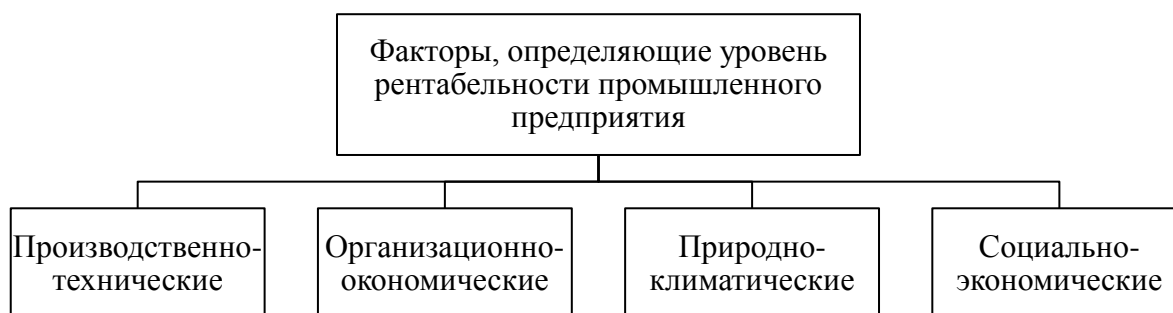 Факторы, определяющие уровень
рентабельности промышленного
предприятия
Производственно-
технические
Организационно-
окономические
Природно-
климатические
Социально-
экономические